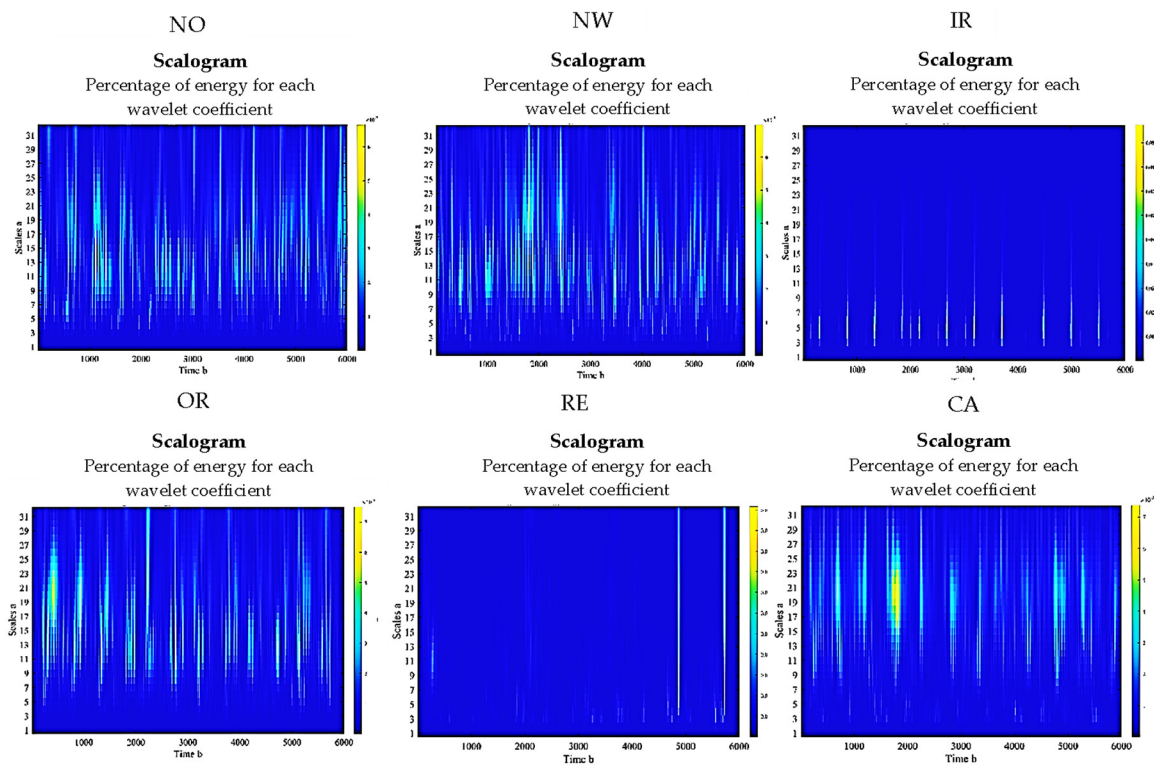 NO
Scalogram
Percentage of energy for each
wavelet coefficient
31
29
27
25
23
21
19
17
15
13
11
9
7
5
3
1
Scales a
1000 2000 3000 4000 5000 6000
Time b
NW
Scalogram
Percentage of energy for each
wavelet coefficient
31
29
27
25
23
21
19
17
15
13
11
9
7
5
3
1
Scales a
1000 2000 3000 4000 5000 6000
Time b
IR
Scalogram
Percentage of energy for each
wavelet coefficient
31
29
27
25
23
21
19
17
15
13
11
9
7
5
3
1
Scales a
1000 2000 3000 4000 5000 6000
OR
Scalogram
Percentage of energy for each
wavelet coefficient
31
29
27
25
23
21
19
17
15
13
11
9
7
5
3
1
Scales a
1000 2000 3000 4000 5000 6000
Time b
RE
Scalogram
Percentage of energy for each
wavelet coefficient
31
29
27
25
23
21
19
17
15
13
11
9
7
5
3
1
Scales a
1000 2000 3000 4000 5000 6000
Time b
CA
Scalogram
Percentage of energy for each
wavelet coefficient
31
29
27
25
23
21
19
17
15
13
11
9
7
5
3
1
Scales a
1000 2000 3000 4000 5000 6000
Time b